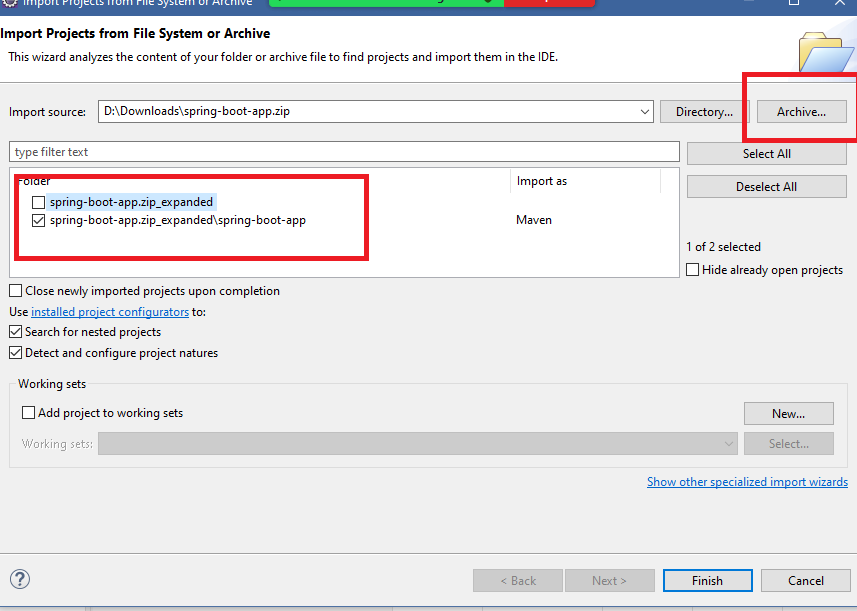 Import Projects from File System or Archive
Import Projects from File System or Archive
This wizard analyzes the content of your folder or archive file to find projects and import them in the IDE.
Import source: D:\Downloads\spring-boot-app.zip Directory... Archive...
type filter text Select All
Folder Import as
Deselect All
spring-boot-app.zip_expanded
spring-boot-app.zip_expanded\spring-boot-app Maven
1 of 2 selected
Hide already open projects
Close newly imported projects upon completion
Use installed project configurators to:
Search for nested projects
Detect and configure project natures
Working sets
Add project to working sets New...
Working sets: Select...
Show other specialized import wizards
? < Back Next > Finish Cancel